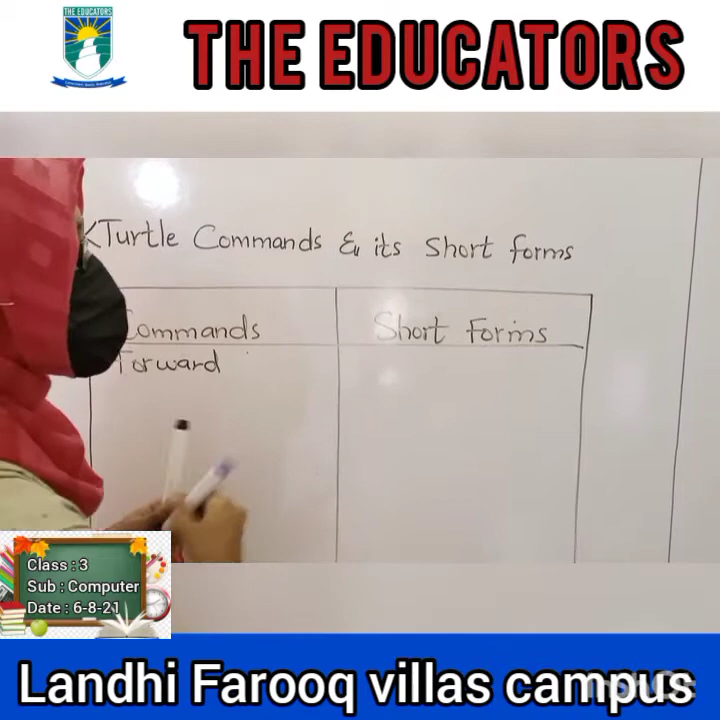 THE EDUCATORS
THE EDUCATORS
Turtle Commands & its Short forms
Commands Short Forms
Forward
Class : 3
Sub : Computer
Date : 6-8-21
Landhi Farooq villas campus